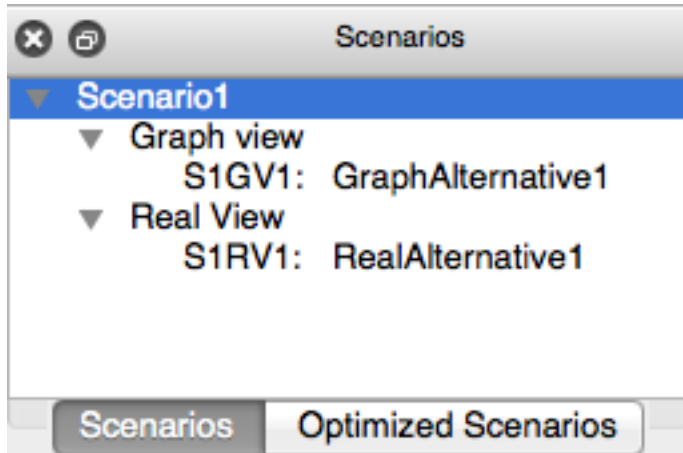 Scenarios
Scenario1
Graph view
S1GV1: GraphAlternative1
Real View
S1RV1: RealAlternative1
Scenarios Optimized Scenarios